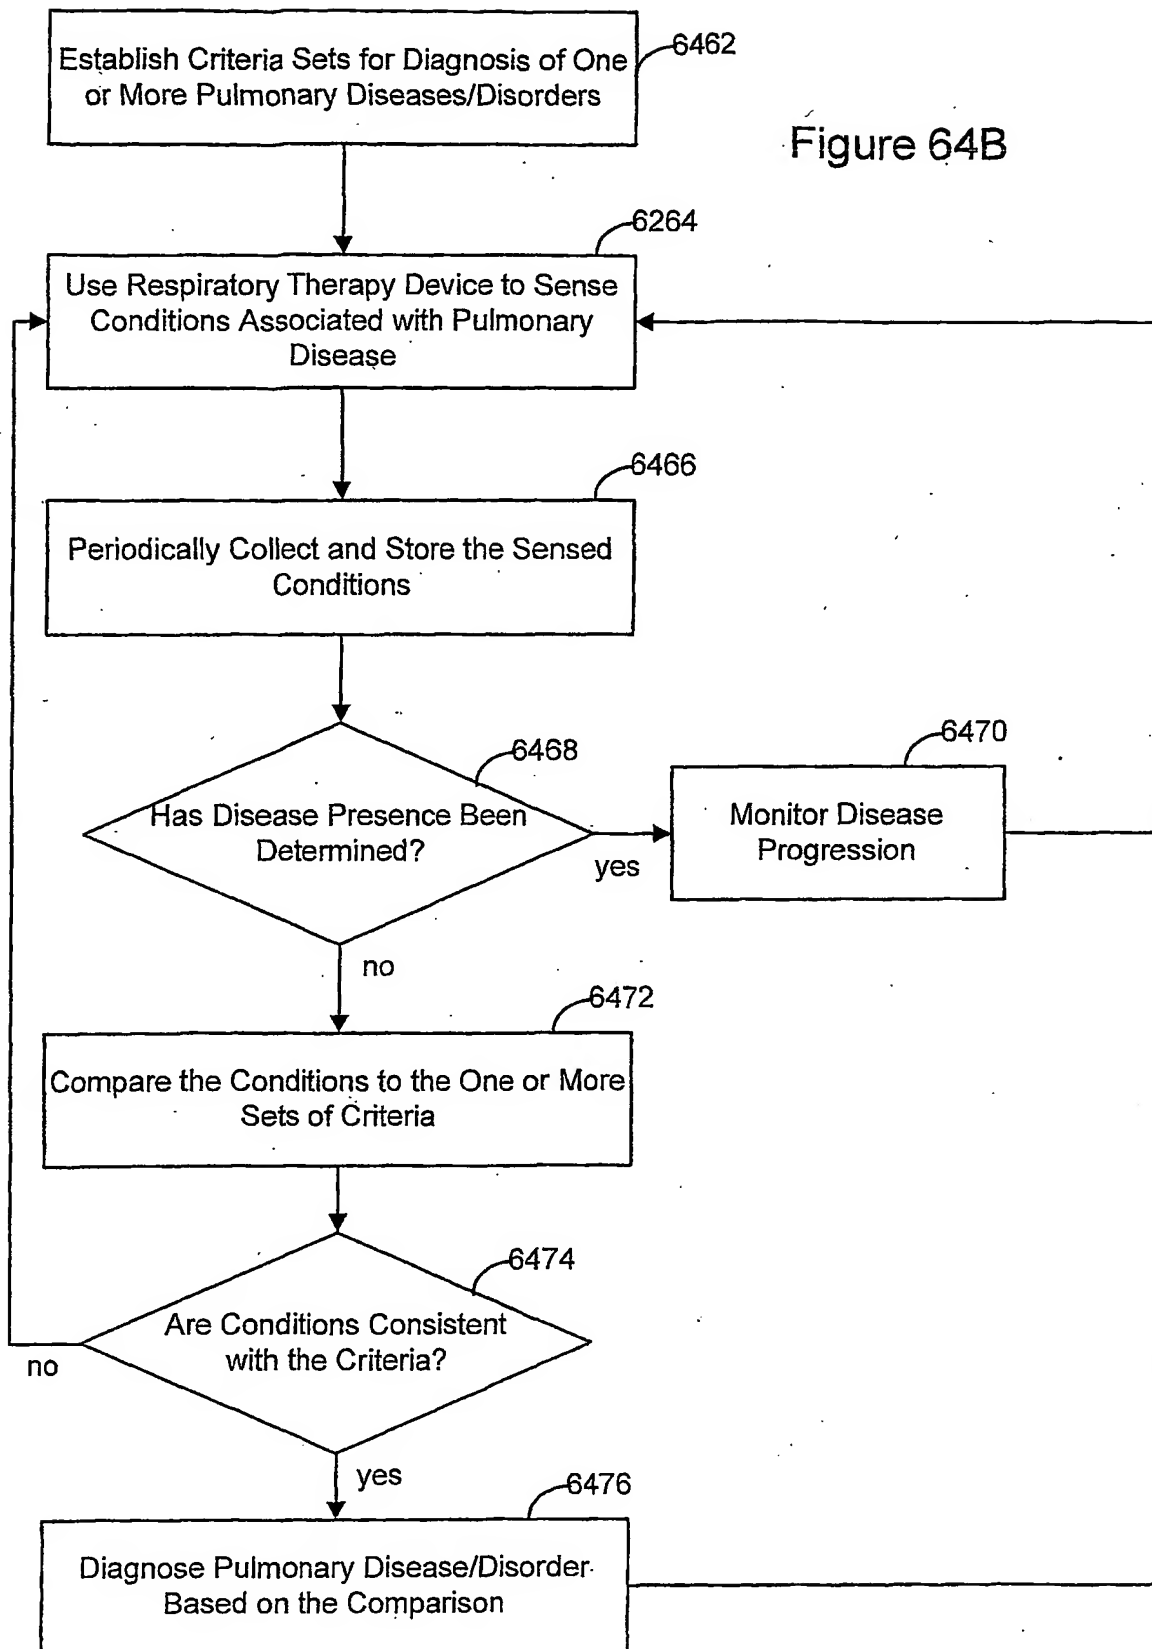 Establish Criteria Sets for Diagnosis of One
or More Pulmonary Diseases/Disorders
6462
Figure 64B
6264
Use Respiratory Therapy Device to Sense
Conditions Associated with Pulmonary
Disease
6466
Periodically Collect and Store the Sensed
Conditions
6468
Has Disease Presence Been
Determined?
yes
6470
Monitor Disease
Progression
no
6472
Compare the Conditions to the One or More
Sets of Criteria
6474
Are Conditions Consistent
with the Criteria?
no
yes
6476
Diagnose Pulmonary Disease/Disorder
Based on the Comparison